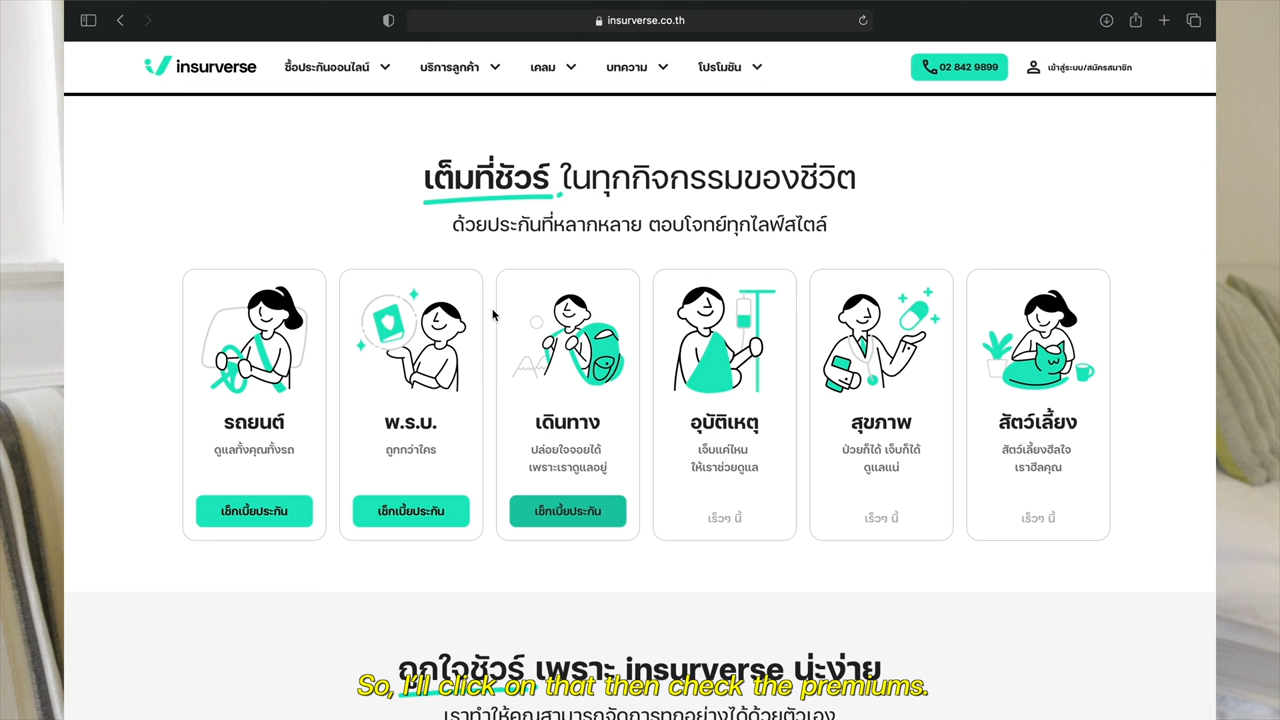 insurverse.co.th
insurverse ซื้อประกันออนไลน์ บริการลูกค้า เคลม บทความ โปรโมชัน 02 842 9899 เข้าสู่ระบบ/สมัครสมาชิก
เต็มที่ชัวร์ ในทุกกิจกรรมของชีวิต
ด้วยประกันที่หลากหลาย ตอบโจทย์ทุกไลฟ์สไตล์
รถยนต์
ดูแลทั้งคุณทั้งรถ
เช็กเบี้ยประกัน
พ.ร.บ.
ถูกกว่าใคร
เช็กเบี้ยประกัน
เดินทาง
ปล่อยใจจอยได้
เพราะเราดูแลอยู่
เช็กเบี้ยประกัน
อุบัติเหตุ
เจ็บแค่ไหน
ให้เราช่วยดูแล
เร็วๆ นี้
สุขภาพ
ป่วยก็ได้ เจ็บก็ได้
ดูแลแน่
เร็วๆ นี้
สัตว์เลี้ยง
สัตว์เลี้ยงฮีลใจ
เราฮีลคุณ
เร็วๆ นี้
ถูกใจชัวร์ เพราะ insurverse น่ะง่าย
So, I'll click on that then check the premiums.
เราทำให้คุณสามารถจัดการทุกอย่างได้ด้วยตัวเอง